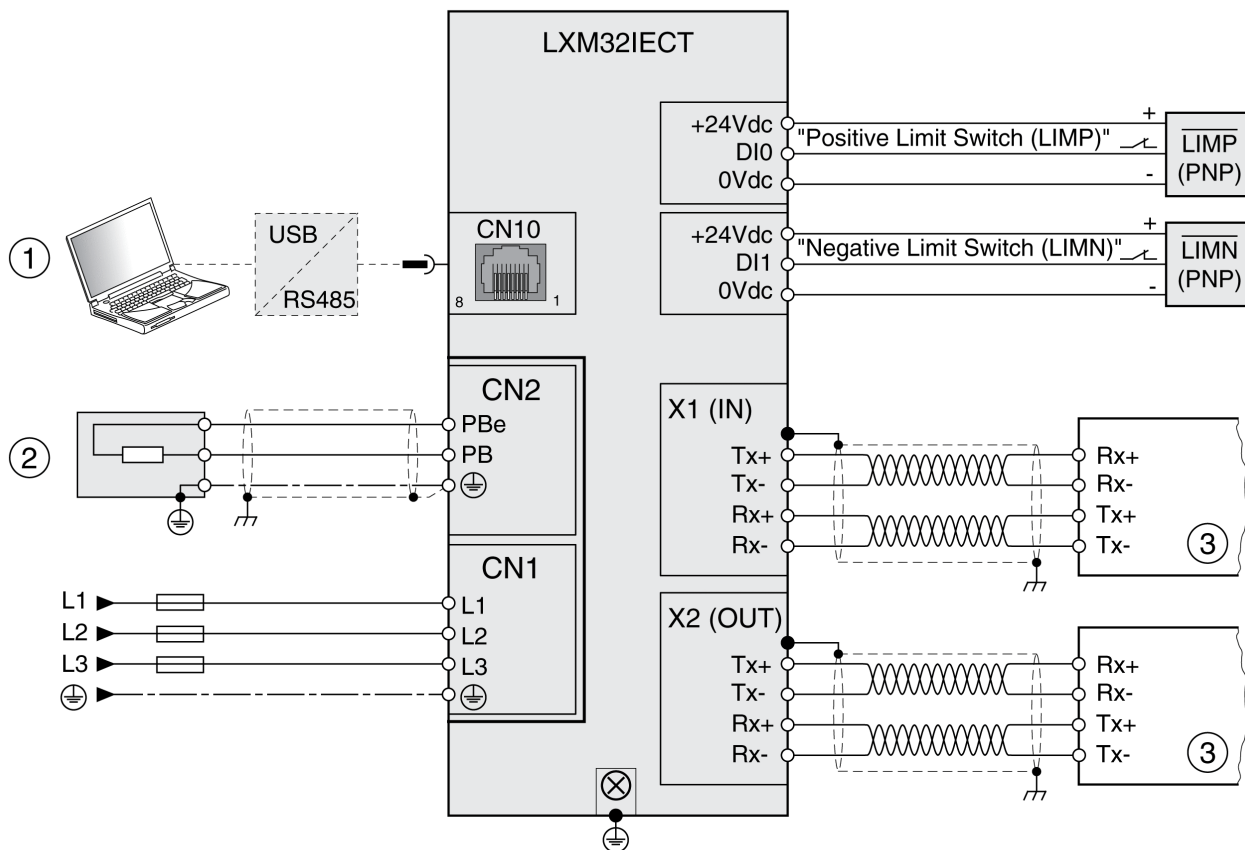 LXM32IECT
+24Vdc
DI0
0Vdc
"Positive Limit Switch (LIMP)"
+
-
LIMP
(PNP)
1
USB
RS485
CN10
8
1
+24Vdc
DI1
0Vdc
"Negative Limit Switch (LIMN)"
+
-
LIMN
(PNP)
2
CN2
PBe
PB
X1 (IN)
Tx+
Tx-
Rx+
Rx-
Rx+
Rx-
Tx+
Tx-
3
L1
L2
L3
CN1
L1
L2
L3
X2 (OUT)
Tx+
Tx-
Rx+
Rx-
Rx+
Rx-
Tx+
Tx-
3